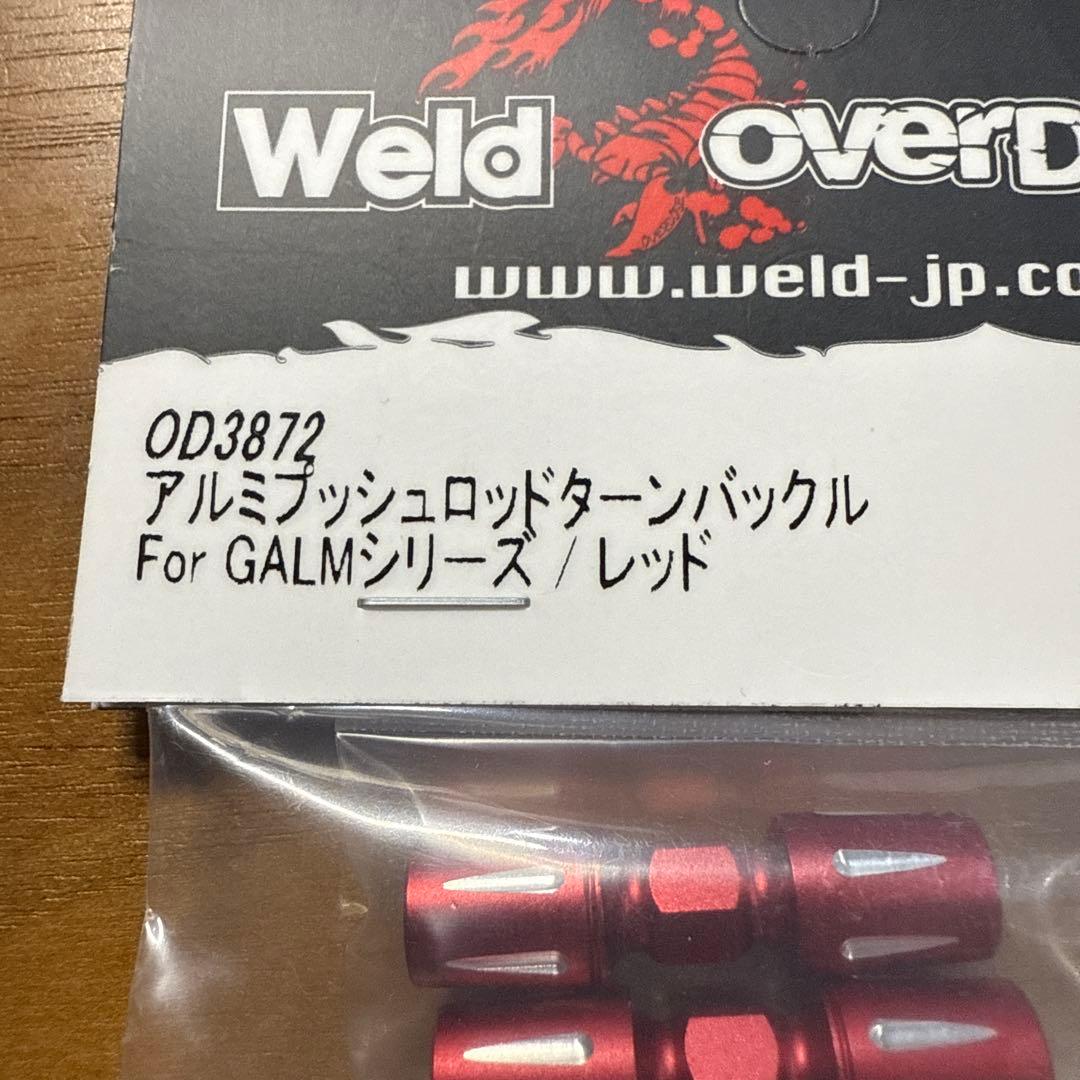 Weld
OVERD
www.weld-jp.co
OD3872
アルミプッシュロッドターンバックル
For GALMシリーズ / レッド